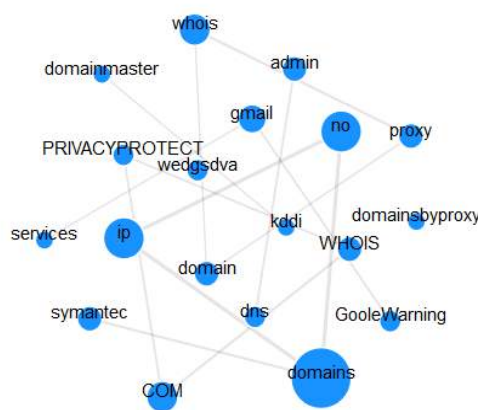 whois
domainmaster
admin
gmail
no
proxy
PRIVACYPROTECT
wedgsdva
kddi
domainsbyproxy
services
ip
WHOIS
domain
symantec
dns
GooleWarning
domains
COM